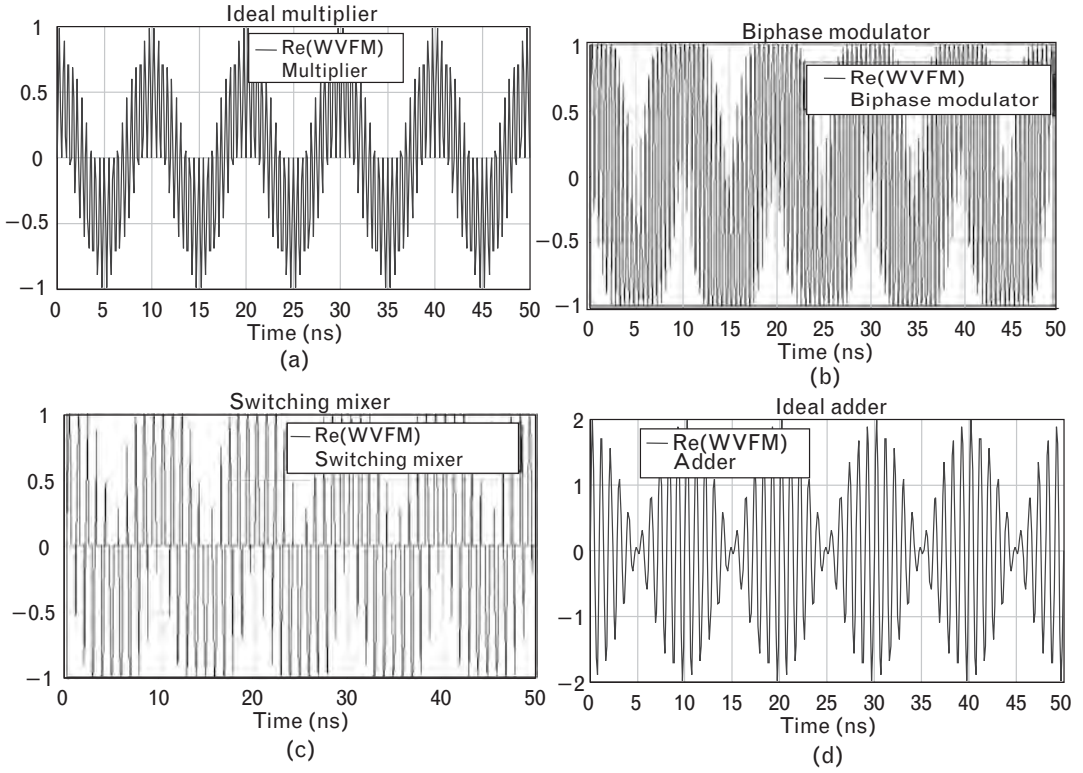 Ideal multiplier
1
0.5
0
−0.5
−1
Re(WVFM)
Multiplier
0 5 10 15 20 25 30 35 40 45 50
Time (ns)
(a)
Biphase modulator
1
0.5
0
−0.5
−1
Re(WVFM)
Biphase modulator
0 5 10 15 20 25 30 35 40 45 50
Time (ns)
(b)
Switching mixer
1
0.5
0
−0.5
−1
Re(WVFM)
Switching mixer
0 10 20 30 40 50
Time (ns)
(c)
Ideal adder
2
1
0
−1
−2
Re(WVFM)
Adder
0 5 10 15 20 25 30 35 40 45 50
Time (ns)
(d)